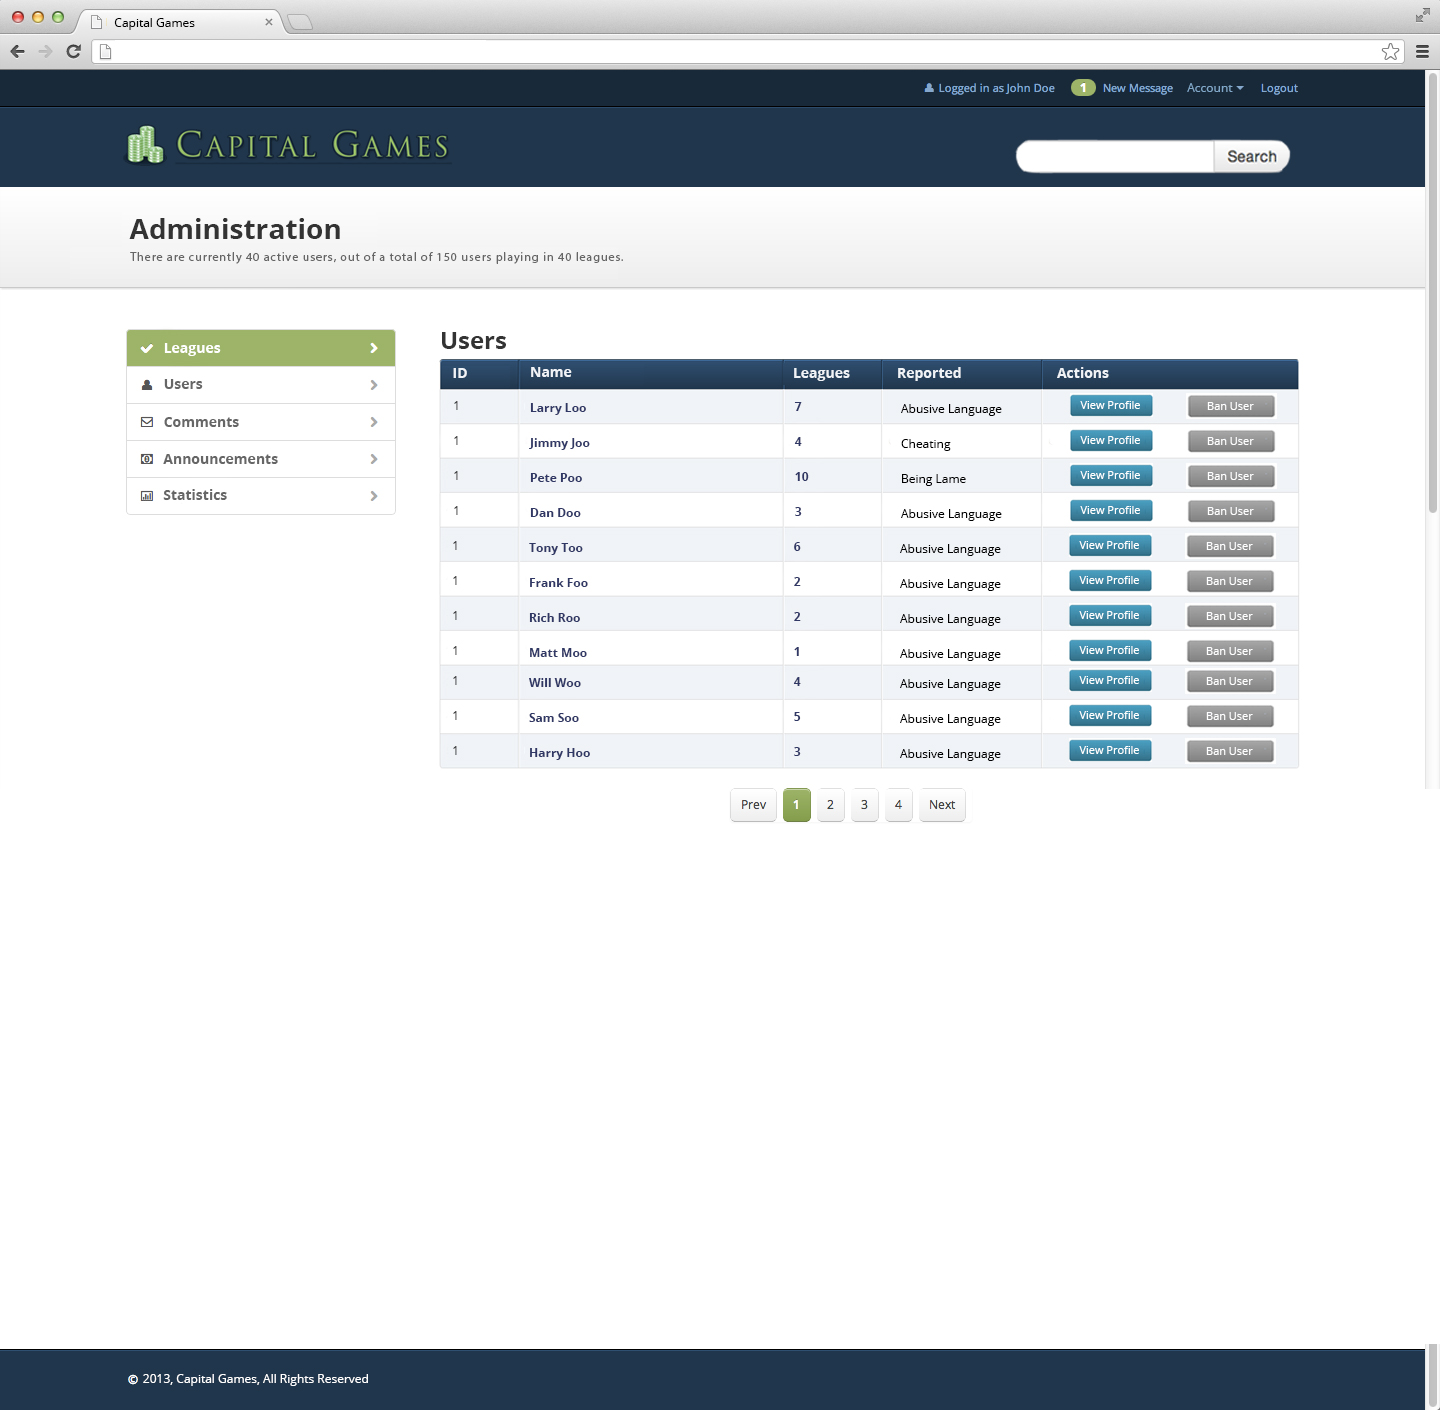 Capital Games
Logged in as John Doe 1 New Message Account Logout
CAPITAL GAMES
Search
Administration
There are currently 40 active users, out of a total of 150 users playing in 40 leagues.
Leagues
Users
Comments
Announcements
Statistics
Users
ID Name Leagues Reported Actions
1 Larry Loo 7 Abusive Language View Profile Ban User
1 Jimmy Joo 4 Cheating View Profile Ban User
1 Pete Poo 10 Being Lame View Profile Ban User
1 Dan Doo 3 Abusive Language View Profile Ban User
1 Tony Too 6 Abusive Language View Profile Ban User
1 Frank Foo 2 Abusive Language View Profile Ban User
1 Rich Roo 2 Abusive Language View Profile Ban User
1 Matt Moo 1 Abusive Language View Profile Ban User
1 Will Woo 4 Abusive Language View Profile Ban User
1 Sam Soo 5 Abusive Language View Profile Ban User
1 Harry Hoo 3 Abusive Language View Profile Ban User
Prev 1 2 3 4 Next
© 2013, Capital Games, All Rights Reserved